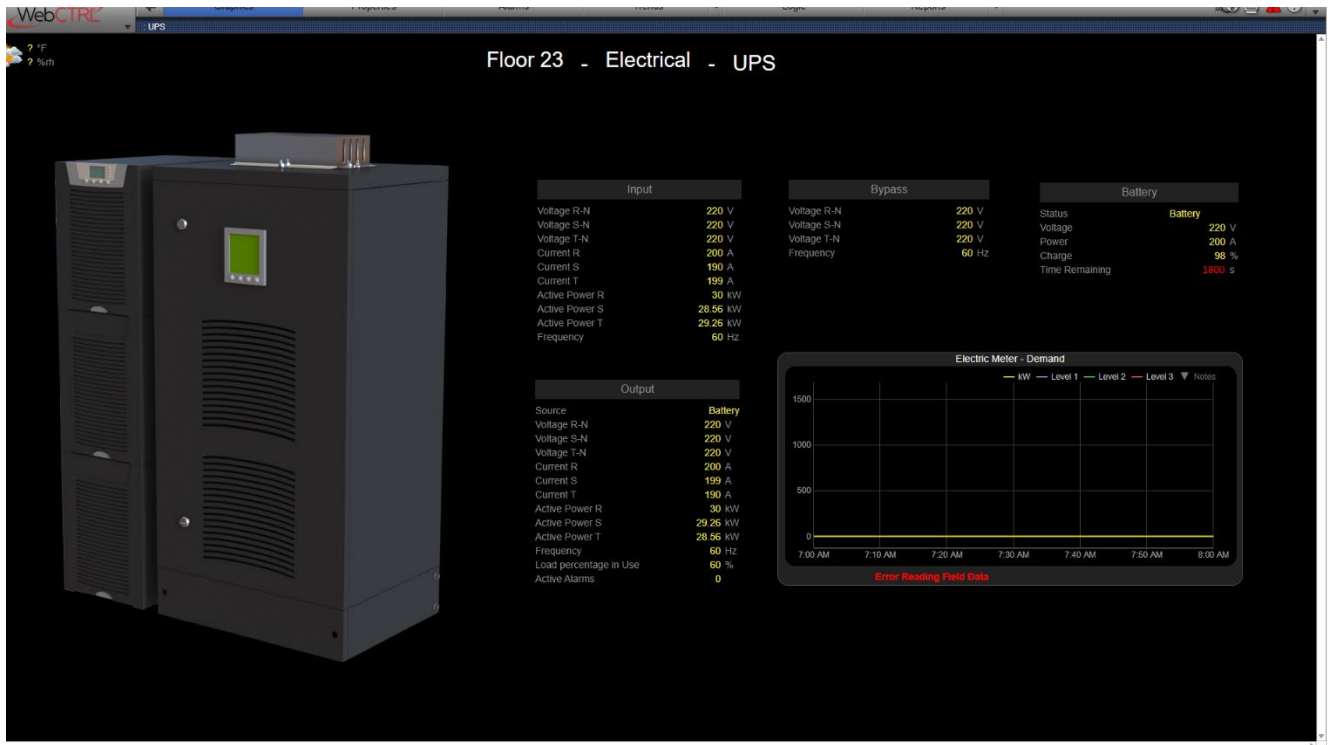 WebCTRL
Graphics Properties Alarms Trends Logic Reports
UPS
? °F
? %rh
Floor 23 - Electrical - UPS
Input
Voltage R-N 220 V
Voltage S-N 220 V
Voltage T-N 220 V
Current R 200 A
Current S 190 A
Current T 199 A
Active Power R 30 kW
Active Power S 28.56 kW
Active Power T 29.26 kW
Frequency 60 Hz
Bypass
Voltage R-N 220 V
Voltage S-N 220 V
Voltage T-N 220 V
Frequency 60 Hz
Battery
Status Battery
Voltage 220 V
Power 200 A
Charge 98 %
Time Remaining 1800 s
Output
Source Battery
Voltage R-N 220 V
Voltage S-N 220 V
Voltage T-N 220 V
Current R 200 A
Current S 199 A
Current T 190 A
Active Power R 30 kW
Active Power S 29.26 kW
Active Power T 28.56 kW
Frequency 60 Hz
Load percentage in Use 60 %
Active Alarms 0
Electric Meter - Demand
kW Level 1 Level 2 Level 3 Notes
1500
1000
500
0
7:00 AM 7:10 AM 7:20 AM 7:30 AM 7:40 AM 7:50 AM 8:00 AM
Error Reading Field Data